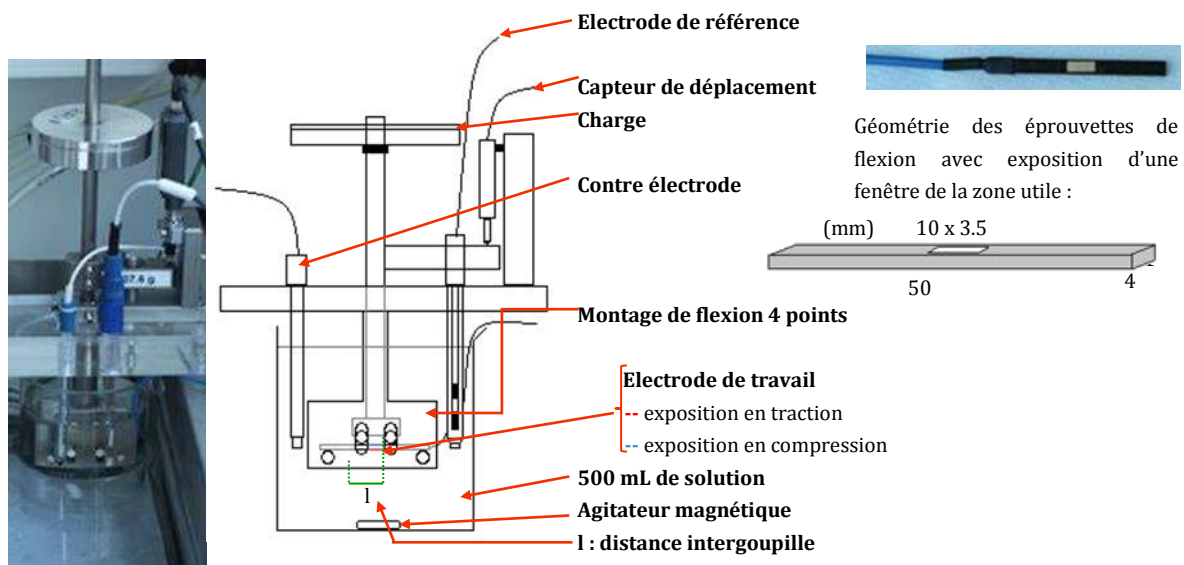 Electrode de référence
Capteur de déplacement
Charge
Contre électrode
Montage de flexion 4 points
Electrode de travail
-- exposition en traction
-- exposition en compression
500 mL de solution
Agitateur magnétique
l : distance intergoupille
l
Géométrie des éprouvettes de
flexion avec exposition d'une
fenêtre de la zone utile :
(mm) 10 x 3.5
50
4